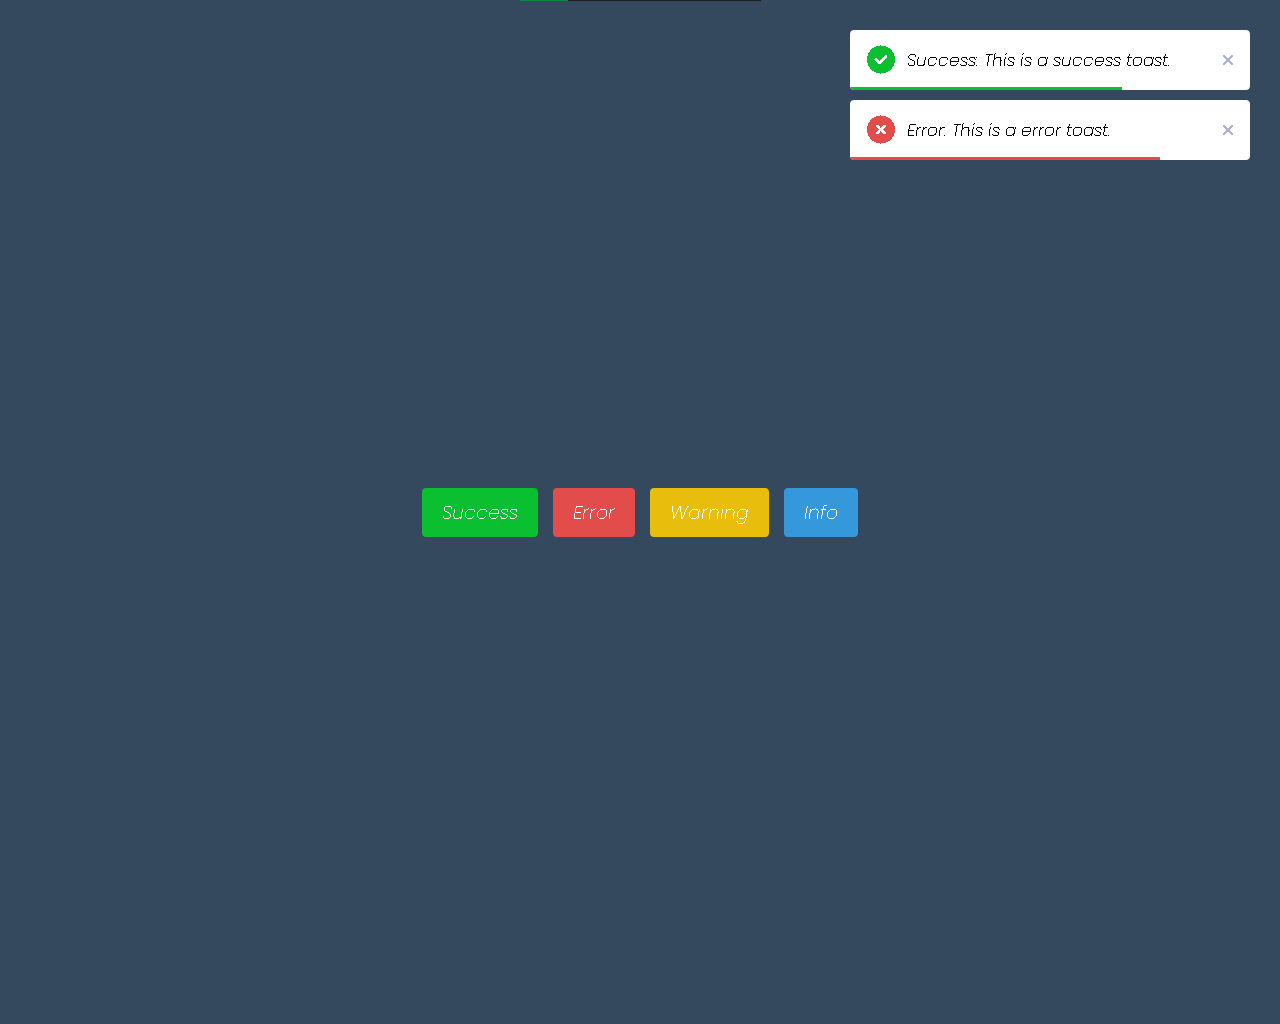 Success: This is a success toast.
Error: This is a error toast.
Success Error Warning Info